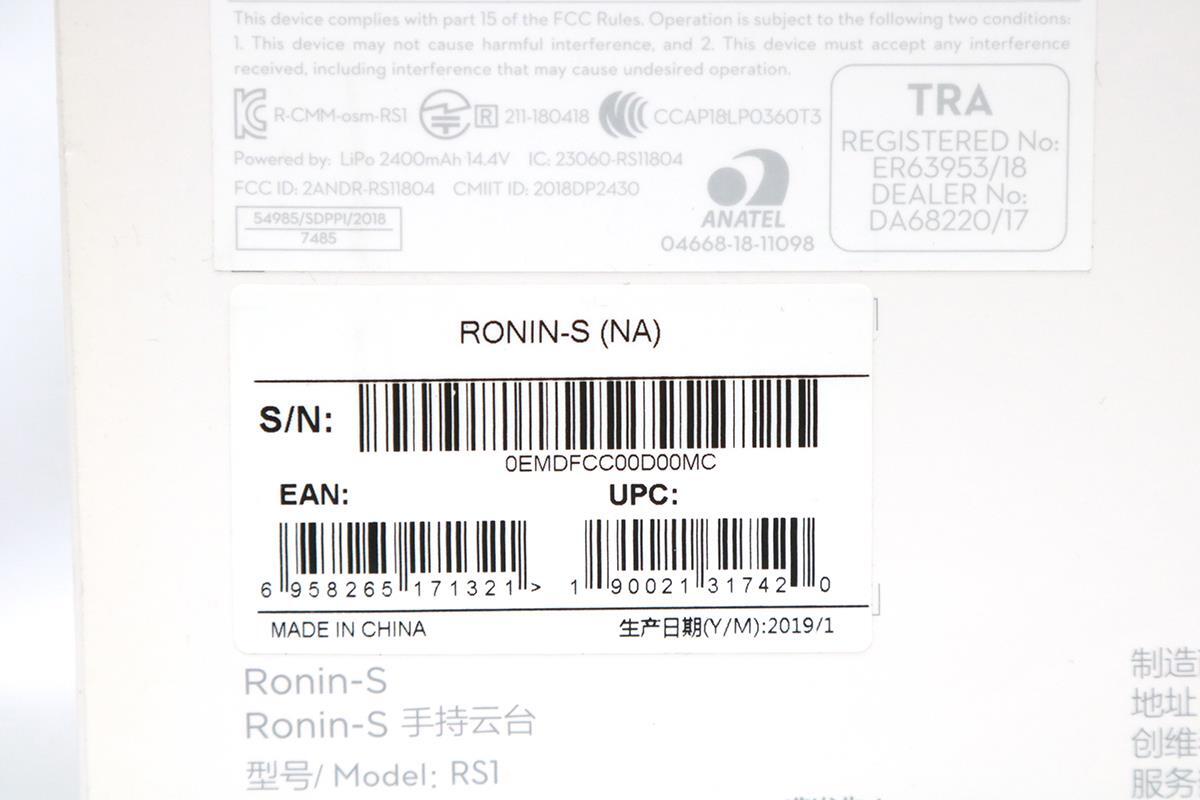 This device complies with part 15 of the FCC Rules. Operation is subject to the following two conditions:
1. This device may not cause harmful interference, and 2. This device must accept any interference
received, including interference that may cause undesired operation.
R-CMM-osm-RS1 R 211-180418 CCAP18LP0360T3
Powered by: LiPo 2400mAh 14.4V IC: 23060-RS11804
FCC ID: 2ANDR-RS11804 CMIIT ID: 2018DP2430
54985/SDPPI/2018
7485
ANATEL
04668-18-11098
TRA
REGISTERED No:
ER63953/18
DEALER No:
DA68220/17
RONIN-S (NA)
S/N:
0EMDFCC00D00MC
EAN:
6 958265 171321 >
UPC:
1 90021 31742 0
MADE IN CHINA
生产日期(Y/M):2019/1
Ronin-S
Ronin-S 手持云台
型号/ Model: RS1
制造
地址
创维
服务